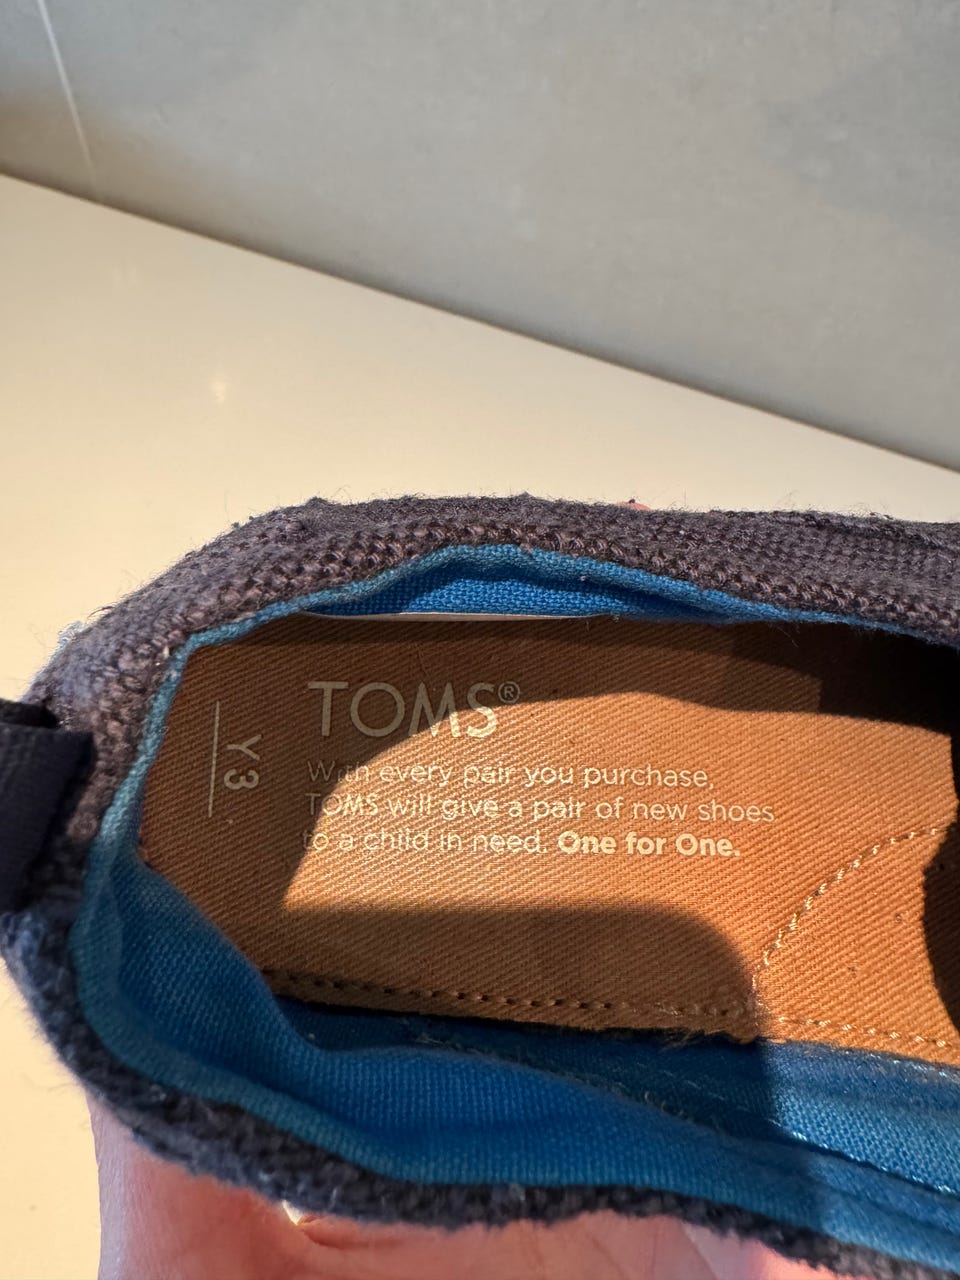 TOMS®
Y3
With every pair you purchase,
TOMS will give a pair of new shoes
to a child in need. One for One.